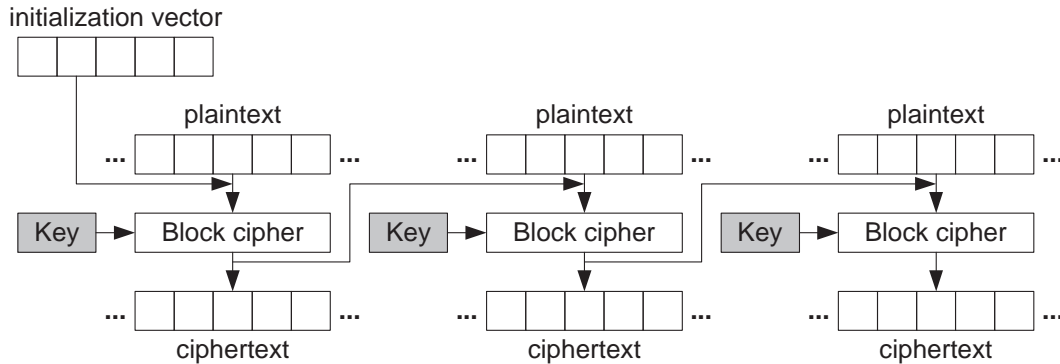 initialization vector
plaintext plaintext plaintext
... ... ... ... ... ...
Key Block cipher Key Block cipher Key Block cipher
... ... ... ... ... ...
ciphertext ciphertext ciphertext